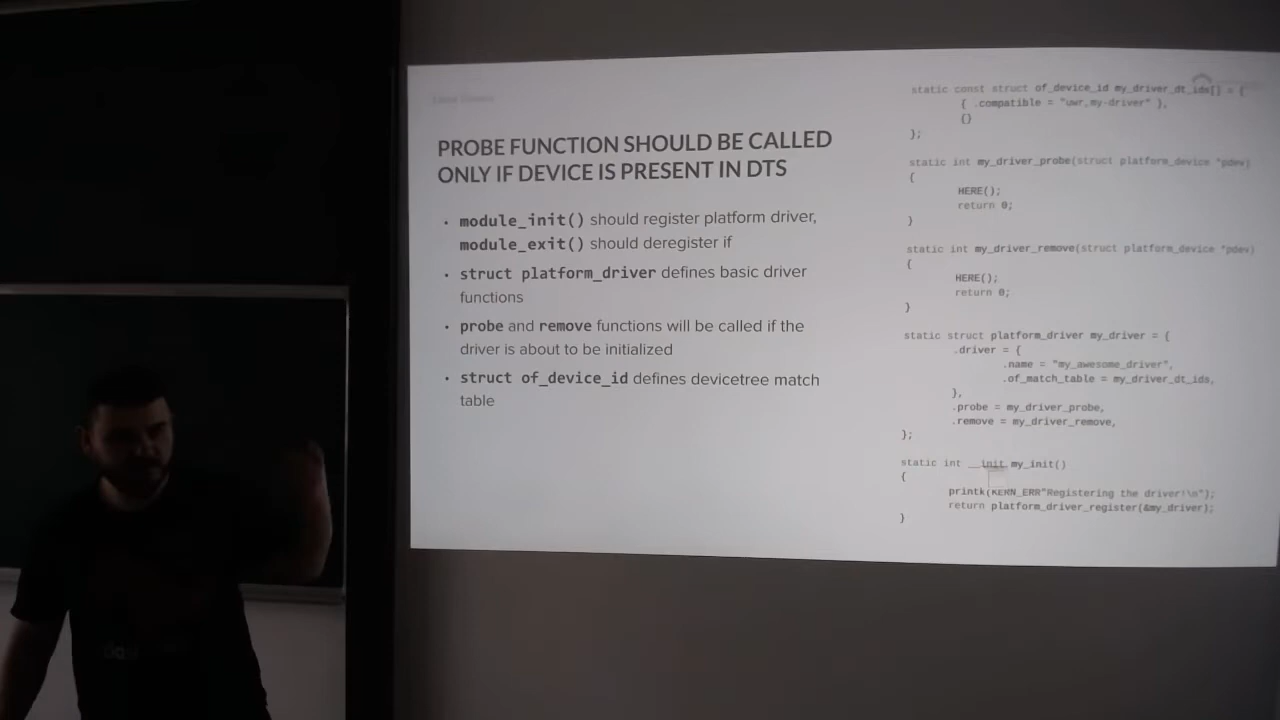 PROBE FUNCTION SHOULD BE CALLED
ONLY IF DEVICE IS PRESENT IN DTS
• module_init() should register platform driver,
module_exit() should deregister if
• struct platform_driver defines basic driver
functions
• probe and remove functions will be called if the
driver is about to be initialized
• struct of_device_id defines devicetree match
table
static const struct of_device_id my_driver_dt_ids[] = {
{ .compatible = "uwr,my-driver" },
{}
};
static int my_driver_probe(struct platform_device *pdev)
{
HERE();
return 0;
}
static int my_driver_remove(struct platform_device *pdev)
{
HERE();
return 0;
}
static struct platform_driver my_driver = {
.driver = {
.name = "my_awesome_driver",
.of_match_table = my_driver_dt_ids,
},
.probe = my_driver_probe,
.remove = my_driver_remove,
};
static int __init my_init()
{
printk(KERN_ERR"Registering the driver!\n");
return platform_driver_register(&my_driver);
}